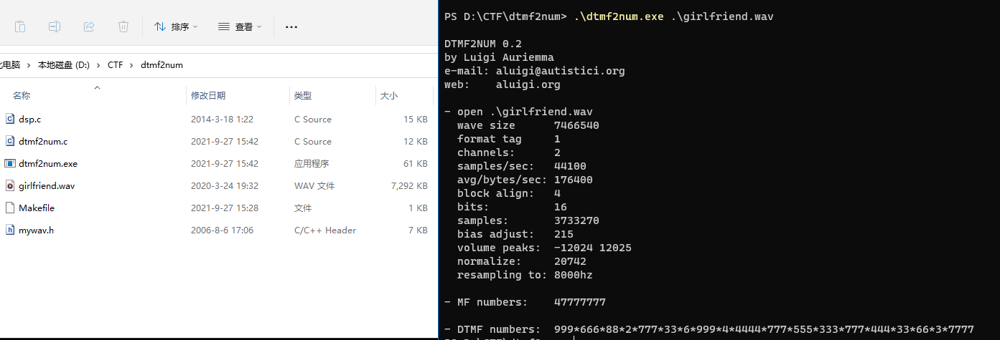 排序
查看
本地磁盘 (D:) › CTF › dtmf2num
名称 修改日期 类型 大小
dsp.c 2014-3-18 1:22 C Source 15 KB
dtmf2num.c 2021-9-27 15:42 C Source 12 KB
dtmf2num.exe 2021-9-27 15:42 应用程序 61 KB
girlfriend.wav 2020-3-24 19:32 WAV 文件 7,292 KB
Makefile 2021-9-27 15:28 文件 1 KB
mywav.h 2006-8-6 17:06 C/C++ Header 7 KB
PS D:\CTF\dtmf2num> .\dtmf2num.exe .\girlfriend.wav
DTMF2NUM 0.2
by Luigi Auriemma
e-mail: aluigi@autistici.org
web: aluigi.org
- open .\girlfriend.wav
wave size 7466540
format tag 1
channels: 2
samples/sec: 44100
avg/bytes/sec: 176400
block align: 4
bits: 16
samples: 3733270
bias adjust: 215
volume peaks: -12024 12025
normalize: 20742
resampling to: 8000hz
- MF numbers: 47777777
- DTMF numbers: 999*666*88*2*777*33*6*999*4*4444*777*555*333*777*444*33*66*3*7777